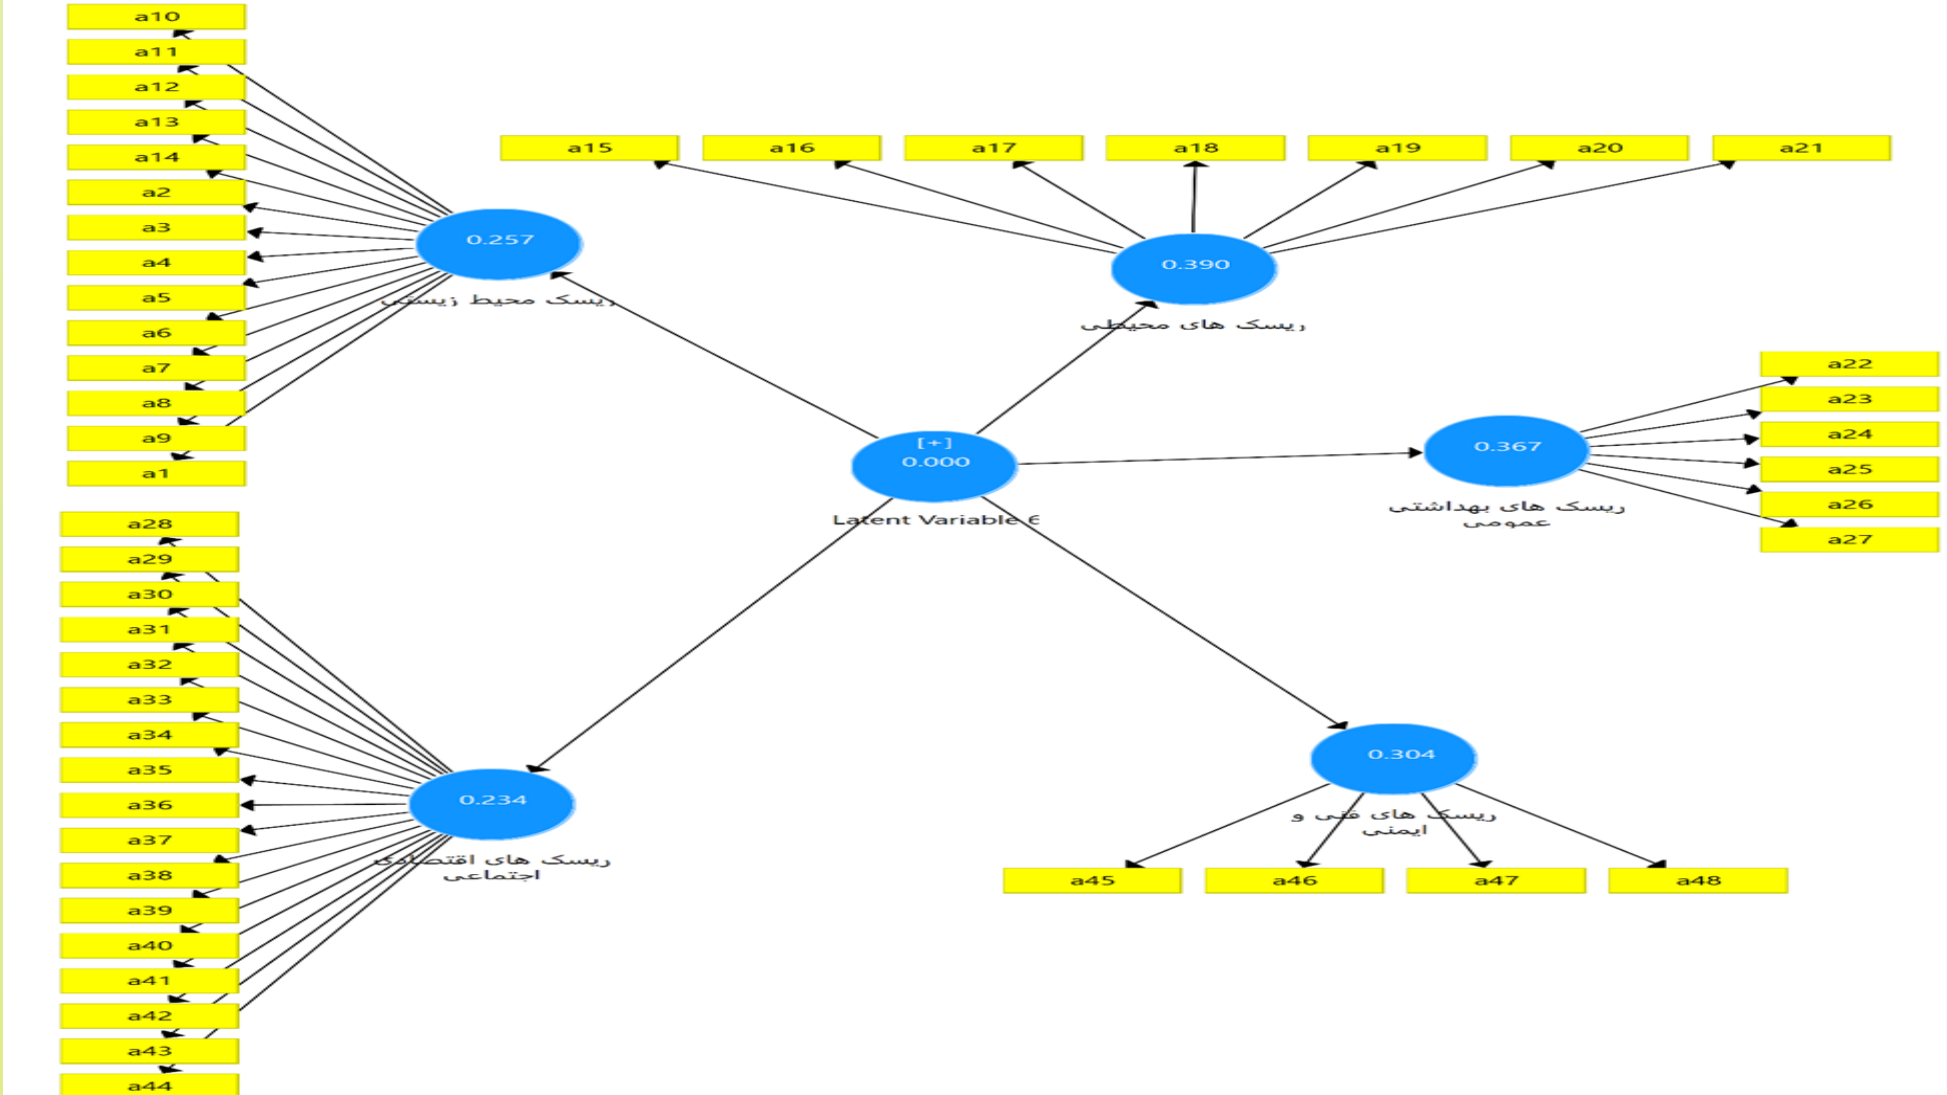 a10
a11
a12
a13
a14
a2
a3
a4
a5
a6
a7
a8
a9
a1
0.257
ریسک محیط زیستی
a15
a16
a17
a18
a19
a20
a21
0.390
ریسک های محیطی
a22
a23
a24
a25
a26
a27
0.367
ریسک های بهداشتی
عمومی
[+]
0.000
Latent Variable 6
a28
a29
a30
a31
a32
a33
a34
a35
a36
a37
a38
a39
a40
a41
a42
a43
a44
0.234
ریسک های اقتصادی
اجتماعی
0.304
ریسک های فنی و
ایمنی
a45
a46
a47
a48